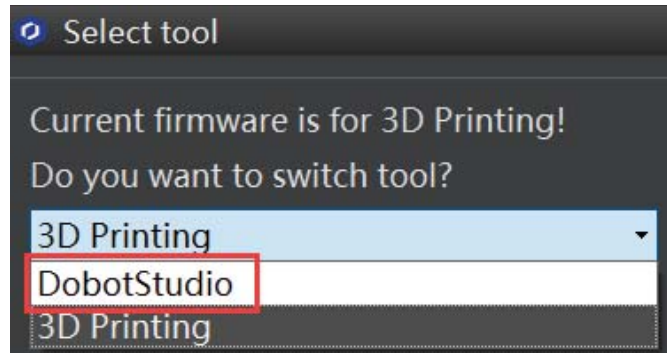 Select tool
Current firmware is for 3D Printing!
Do you want to switch tool?
3D Printing
DobotStudio
3D Printing